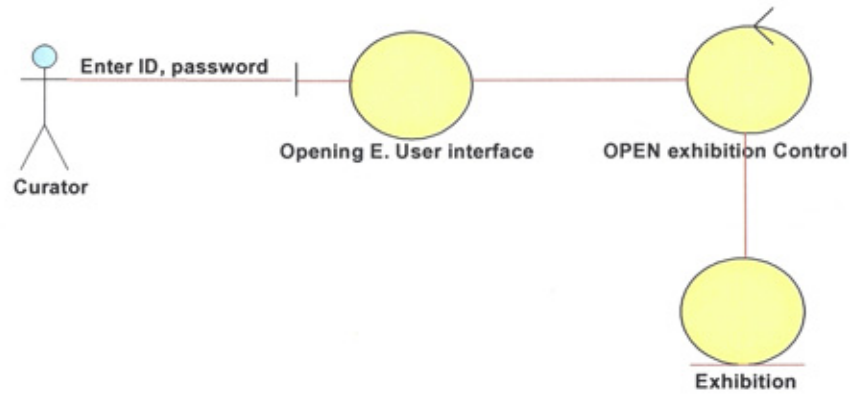 Enter ID, password
Opening E. User interface
OPEN exhibition Control
Curator
Exhibition